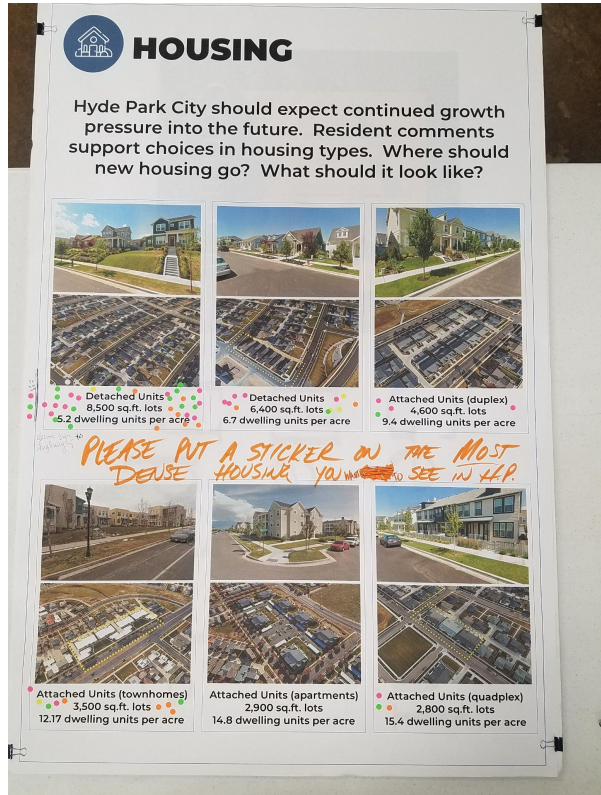 HOUSING
Hyde Park City should expect continued growth
pressure into the future. Resident comments
support choices in housing types. Where should
new housing go? What should it look like?
Detached Units
8,500 sq.ft. lots
5.2 dwelling units per acre
Detached Units
6,400 sq.ft. lots
6.7 dwelling units per acre
Attached Units (duplex)
4,600 sq.ft. lots
9.4 dwelling units per acre
PLEASE PUT A STICKER ON THE MOST
DENSE HOUSING YOU TO SEE IN H.P.
Attached Units (townhomes)
3,500 sq.ft. lots
12.17 dwelling units per acre
Attached Units (apartments)
2,900 sq.ft. lots
14.8 dwelling units per acre
Attached Units (quadplex)
2,800 sq.ft. lots
15.4 dwelling units per acre